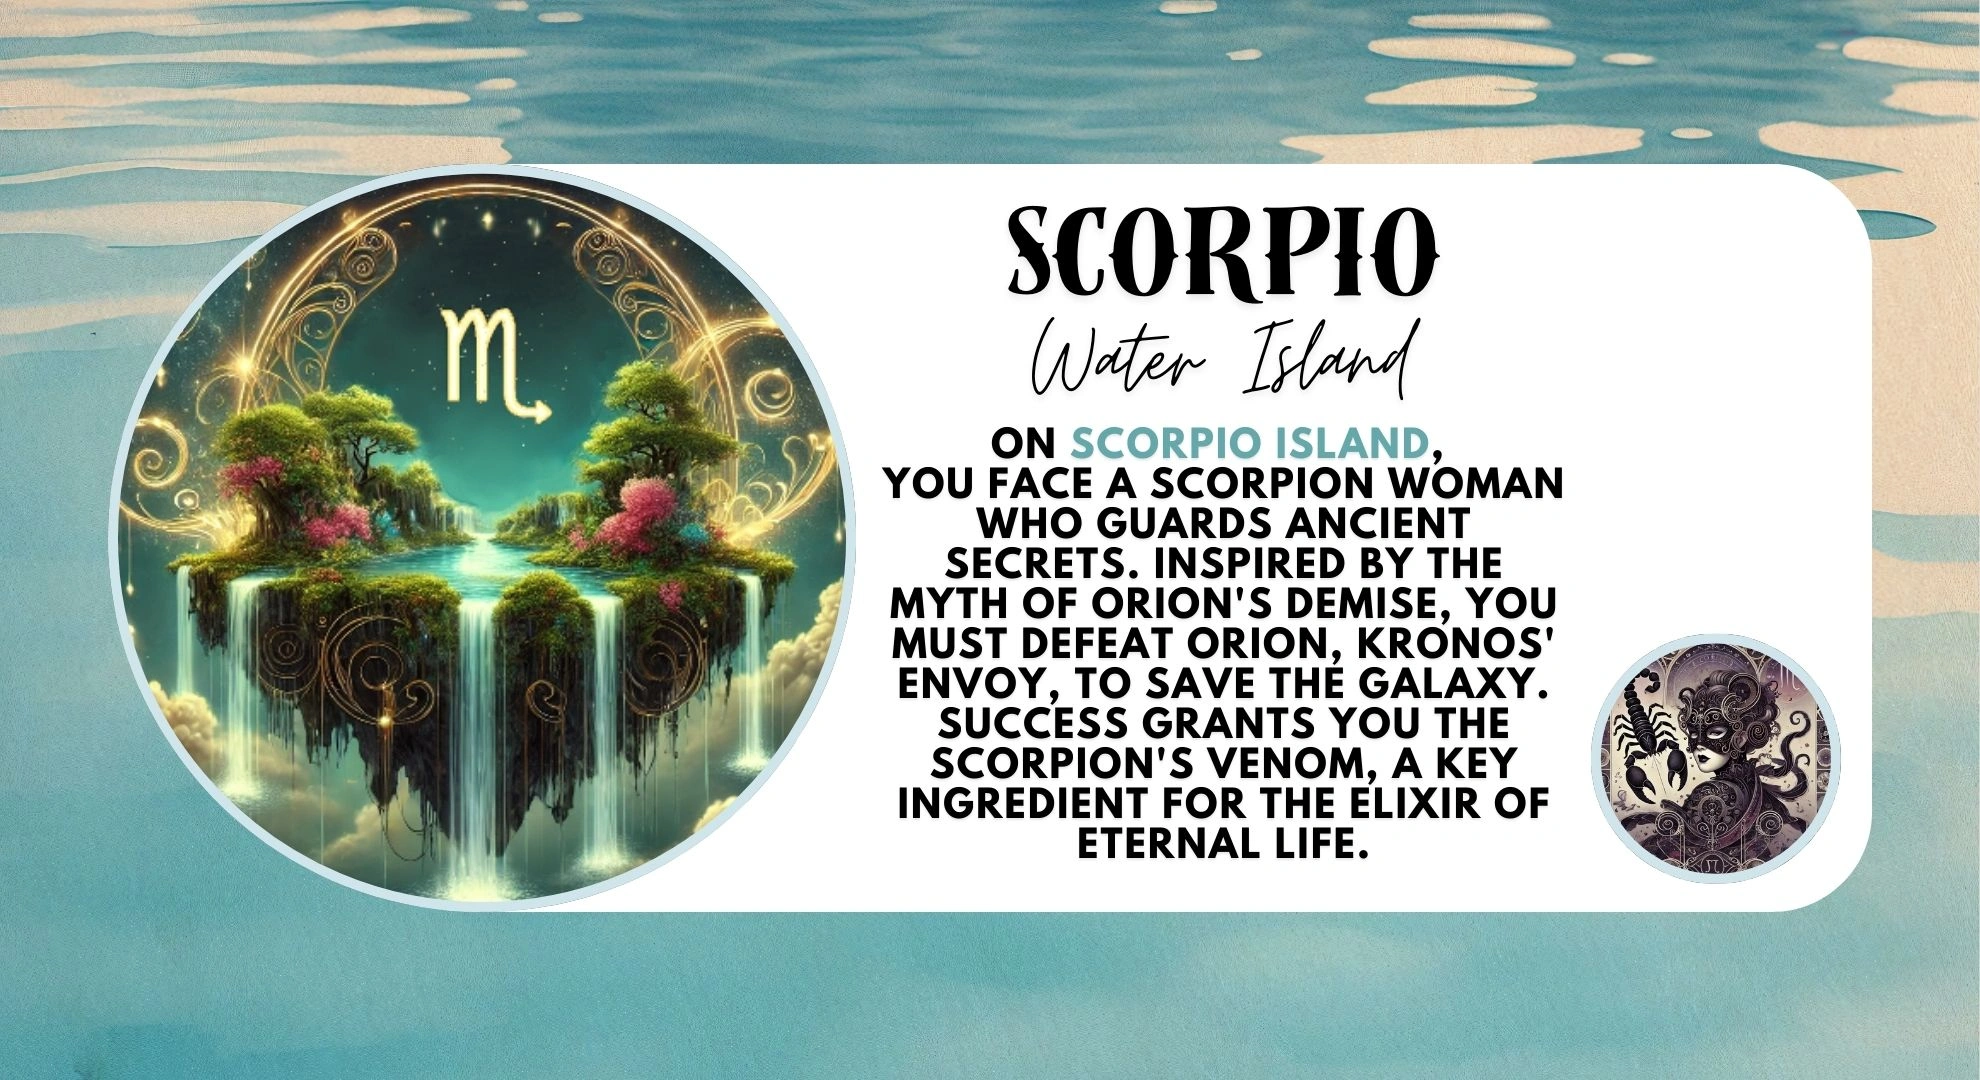 SCORPIO
Water Island
ON SCORPIO ISLAND,
YOU FACE A SCORPION WOMAN
WHO GUARDS ANCIENT
SECRETS. INSPIRED BY THE
MYTH OF ORION'S DEMISE, YOU
MUST DEFEAT ORION, KRONOS'
ENVOY, TO SAVE THE GALAXY.
SUCCESS GRANTS YOU THE
SCORPION'S VENOM, A KEY
INGREDIENT FOR THE ELIXIR OF
ETERNAL LIFE.